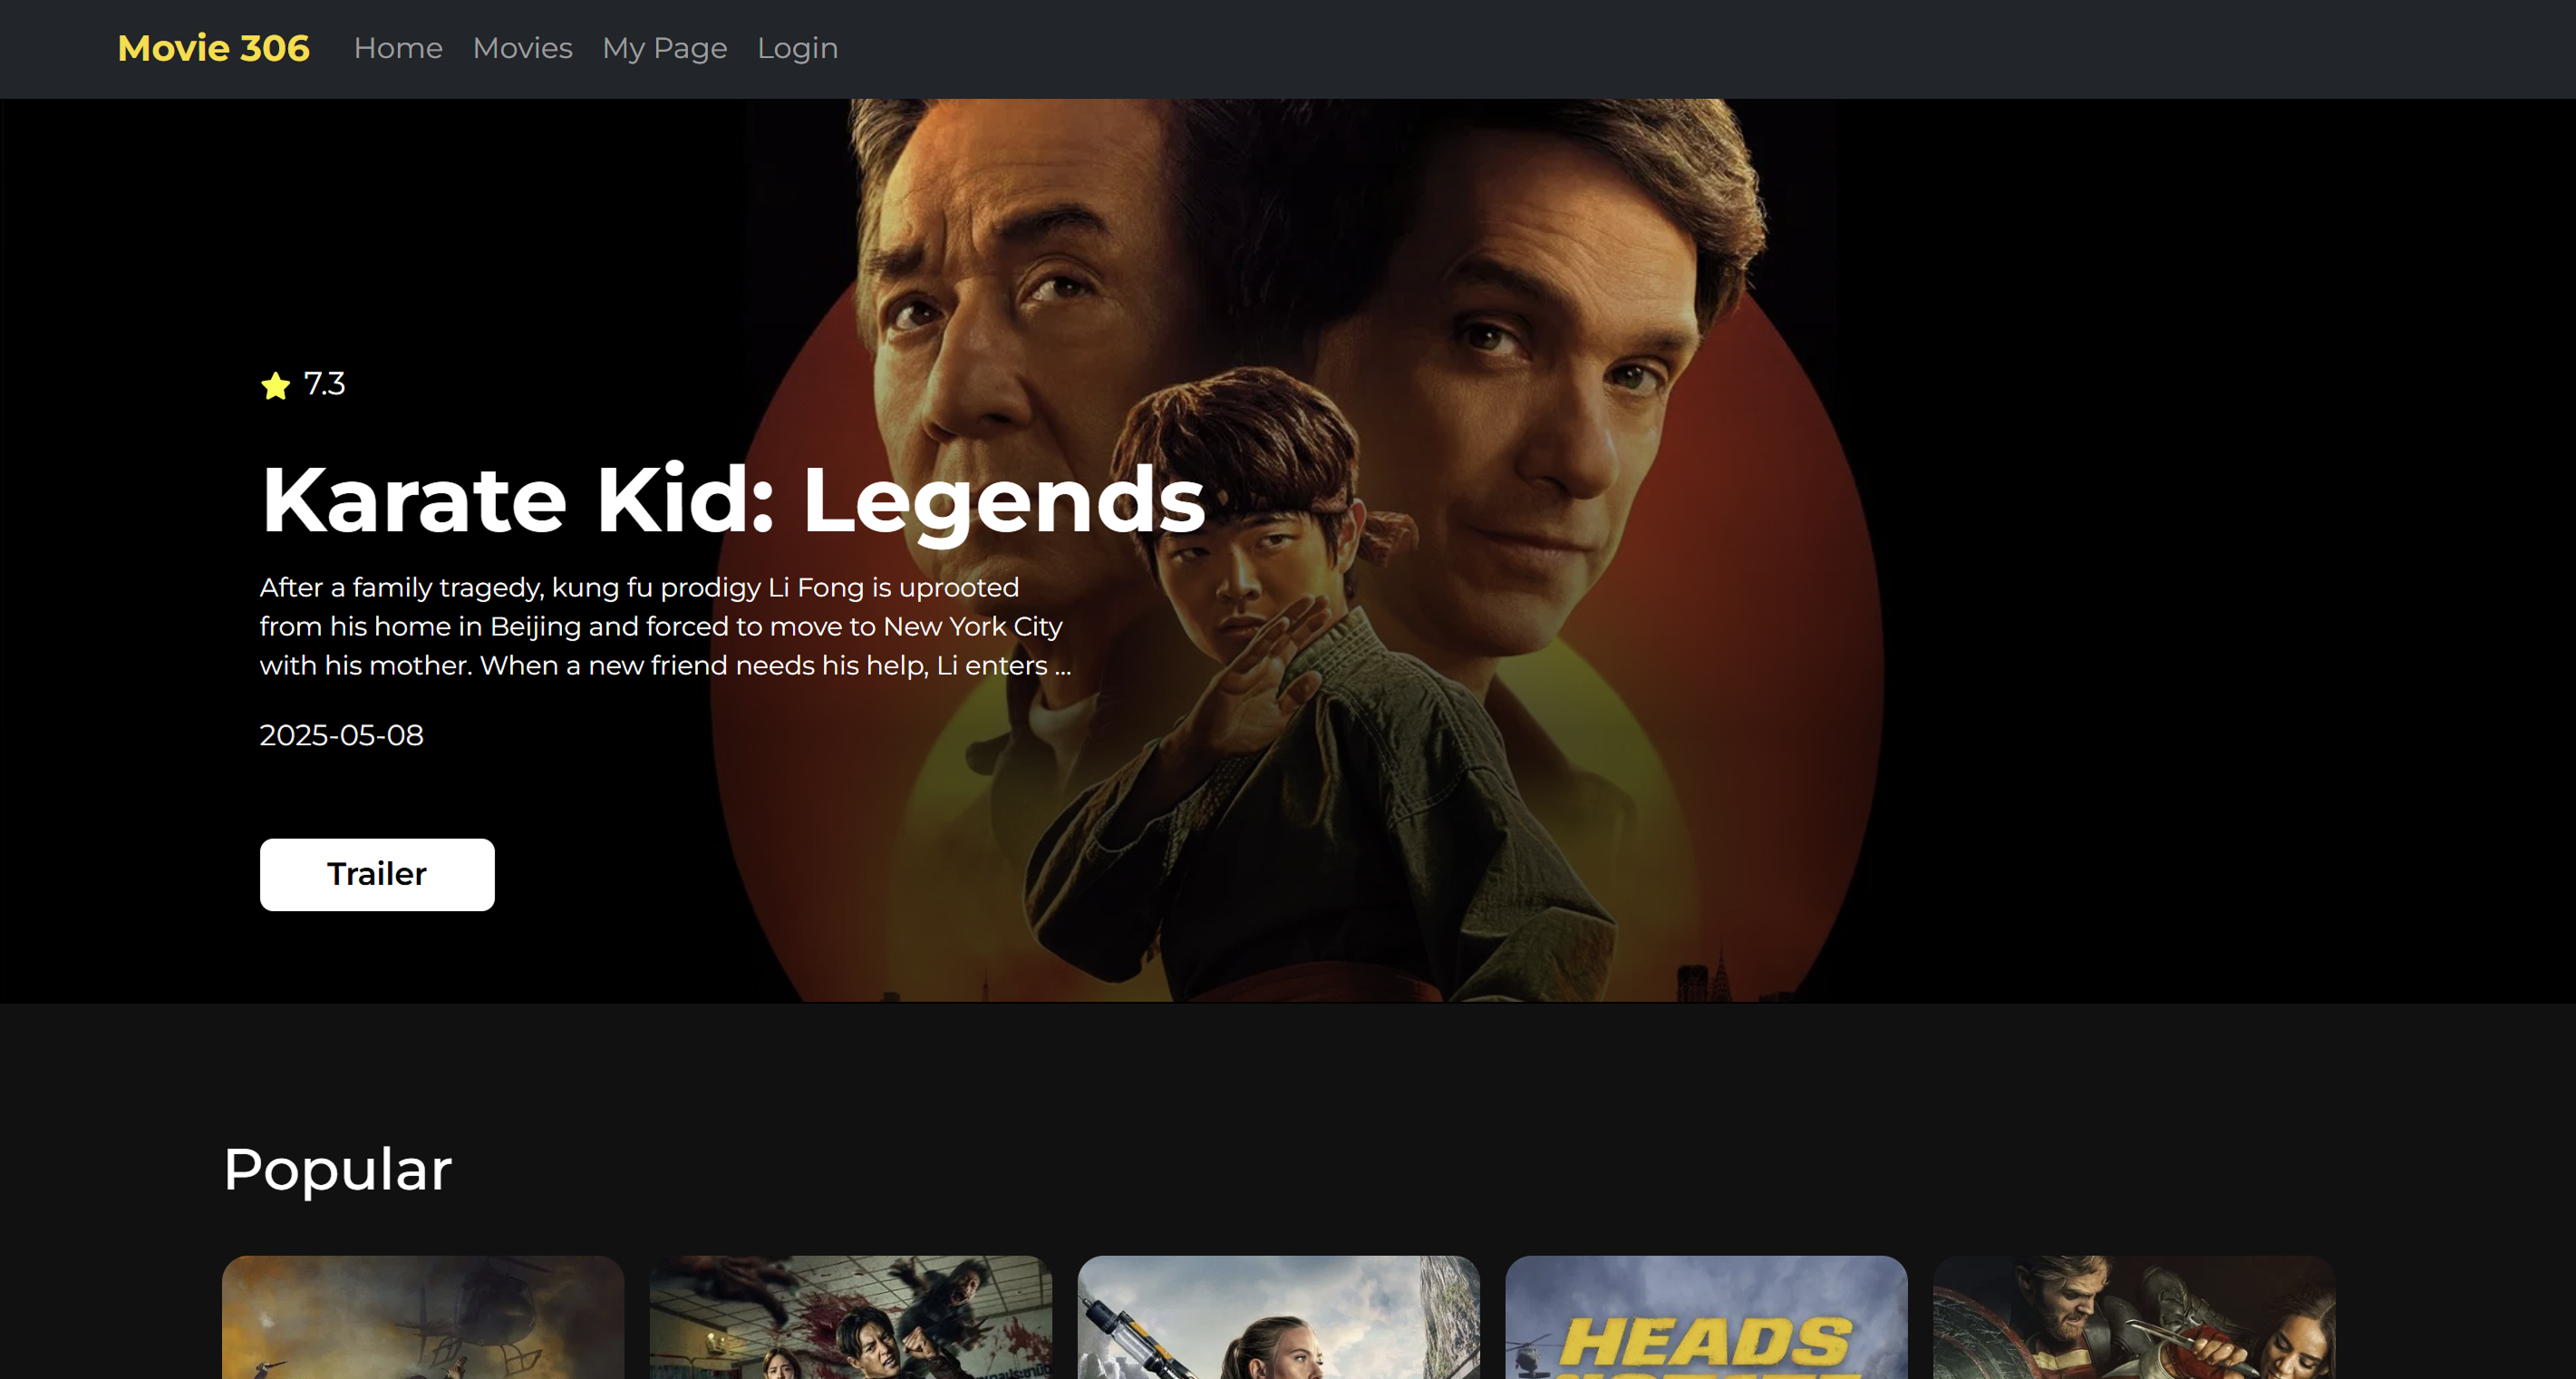 Movie 306 Home Movies My Page Login
7.3
Karate Kid: Legends
After a family tragedy, kung fu prodigy Li Fong is uprooted
from his home in Beijing and forced to move to New York City
with his mother. When a new friend needs his help, Li enters ...
2025-05-08
Trailer
Popular
HEADS